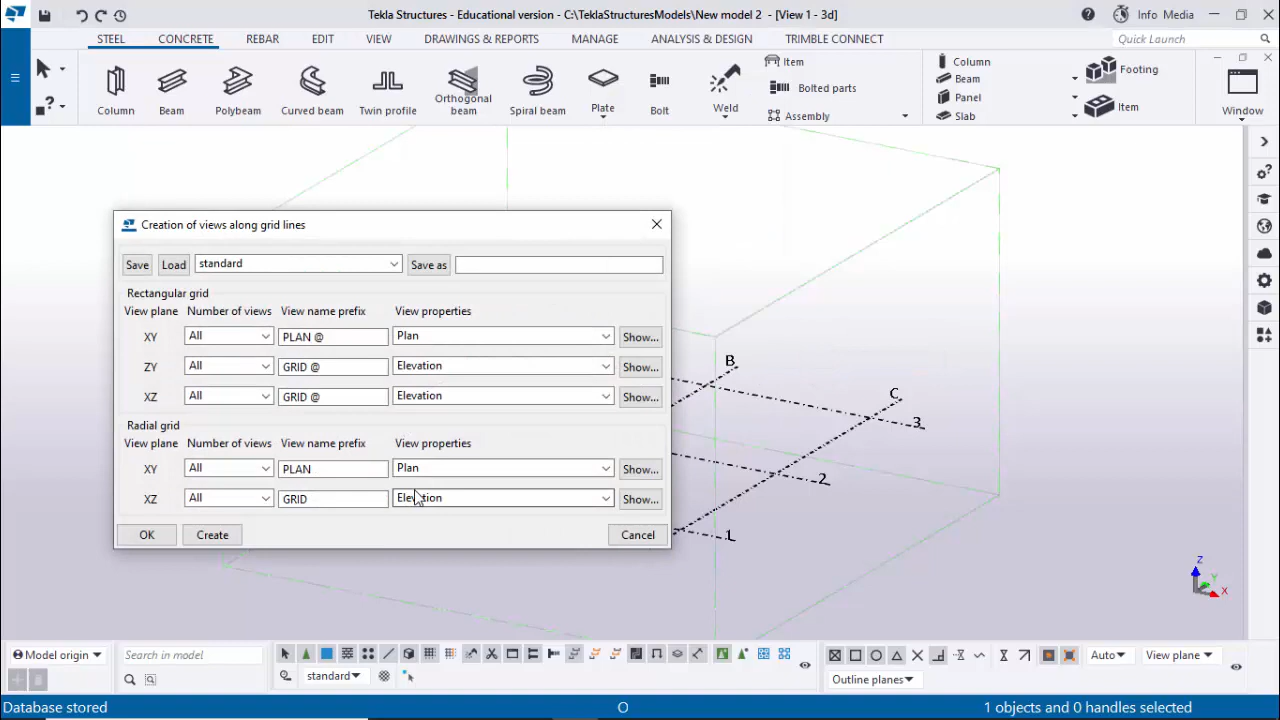 Tekla Structures - Educational version - C:\TeklaStructuresModels\New model 2 - [View 1 - 3d]
Info Media
STEEL CONCRETE REBAR EDIT VIEW DRAWINGS & REPORTS MANAGE ANALYSIS & DESIGN TRIMBLE CONNECT Quick Launch
Column Beam Polybeam Curved beam Twin profile Orthogonal beam Spiral beam Plate Bolt Weld
Item
Bolted parts
Assembly
Column
Beam
Panel
Slab
Footing
Item
Window
Creation of views along grid lines
Save Load standard Save as
Rectangular grid
View plane Number of views View name prefix View properties
XY All PLAN @ Plan Show...
ZY All GRID @ Elevation Show...
XZ All GRID @ Elevation Show...
Radial grid
View plane Number of views View name prefix View properties
XY All PLAN Plan Show...
XZ All GRID Elevation Show...
OK Create Cancel
B
C
3
2
1
Z
Y
X
Model origin Search in model
standard
Auto View plane
Outline planes
Database stored O 1 objects and 0 handles selected